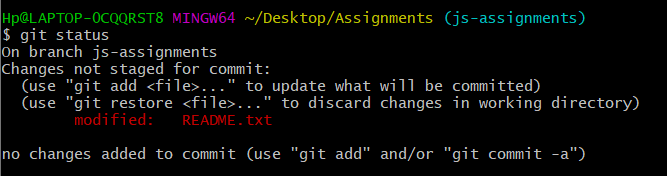 Hp@LAPTOP-OCQQRST8 MINGW64 ~/Desktop/Assignments (js-assignments)
$ git status
On branch js-assignments
Changes not staged for commit:
  (use "git add <file>..." to update what will be committed)
  (use "git restore <file>..." to discard changes in working directory)
        modified:   README.txt

no changes added to commit (use "git add" and/or "git commit -a")